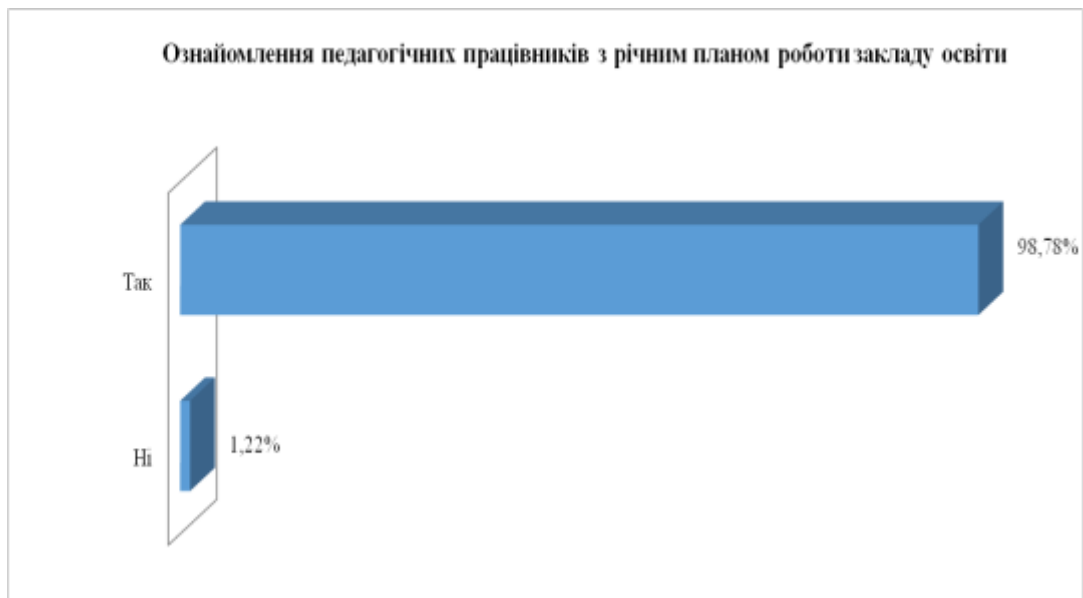 Ознайомлення педагогічних працівників з річним планом роботи закладу освіти
Так
98,78%
Ні
1,22%